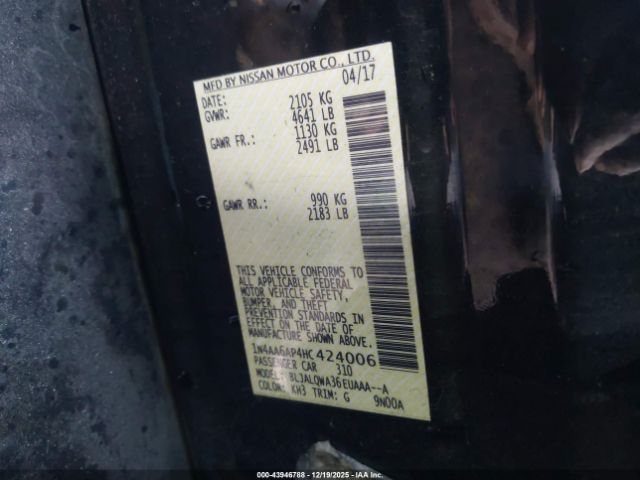 MFD BY NISSAN MOTOR CO., LTD.
DATE: 04/17
GVWR: 2105 KG
4641 LB
GAWR FR.: 1130 KG
2491 LB
GAWR RR.: 990 KG
2183 LB
THIS VEHICLE CONFORMS TO
ALL APPLICABLE FEDERAL
MOTOR VEHICLE SAFETY,
BUMPER, AND THEFT
PREVENTION STANDARDS IN
EFFECT ON THE DATE OF
MANUFACTURE SHOWN ABOVE.
1N4AA6AP4HC424006
PASSENGER CAR 310
MODEL: BLJALQWA36EUAAA--A
COLOR: KH3 TRIM: G 9N00A
000-43946788 - 12/19/2025 - IAAI.COM